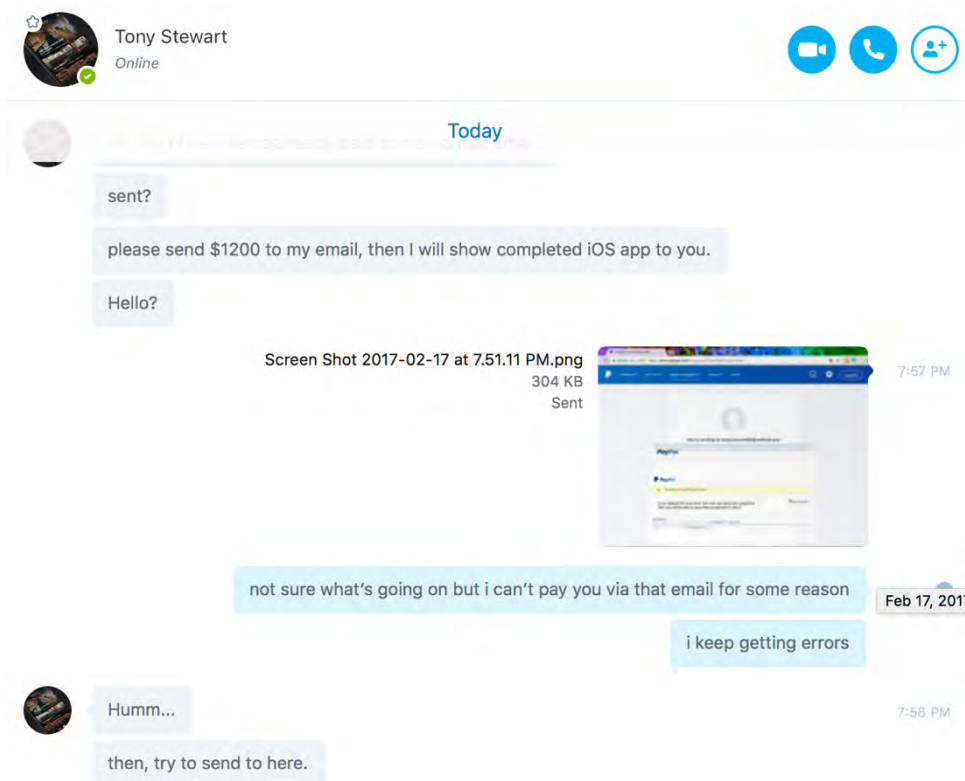 Tony Stewart
Online
Today
sent?
please send $1200 to my email, then I will show completed iOS app to you.
Hello?
Screen Shot 2017-02-17 at 7.51.11 PM.png
304 KB
Sent
7:57 PM
PayPal
PayPal
not sure what's going on but i can't pay you via that email for some reason
Feb 17, 2017
i keep getting errors
Humm...
7:58 PM
then, try to send to here.